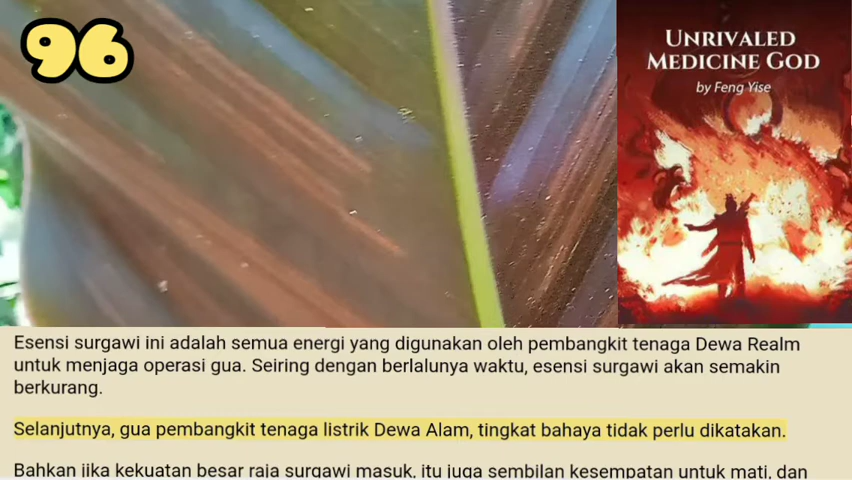 96
UNRIVALED
MEDICINE GOD
by Feng Yise
Esensi surgawi ini adalah semua energi yang digunakan oleh pembangkit tenaga Dewa Realm
untuk menjaga operasi gua. Seiring dengan berlalunya waktu, esensi surgawi akan semakin
berkurang.
Selanjutnya, gua pembangkit tenaga listrik Dewa Alam, tingkat bahaya tidak perlu dikatakan.
Bahkan jika kekuatan besar raja surgawi masuk, itu juga sembilan kesempatan untuk mati, dan